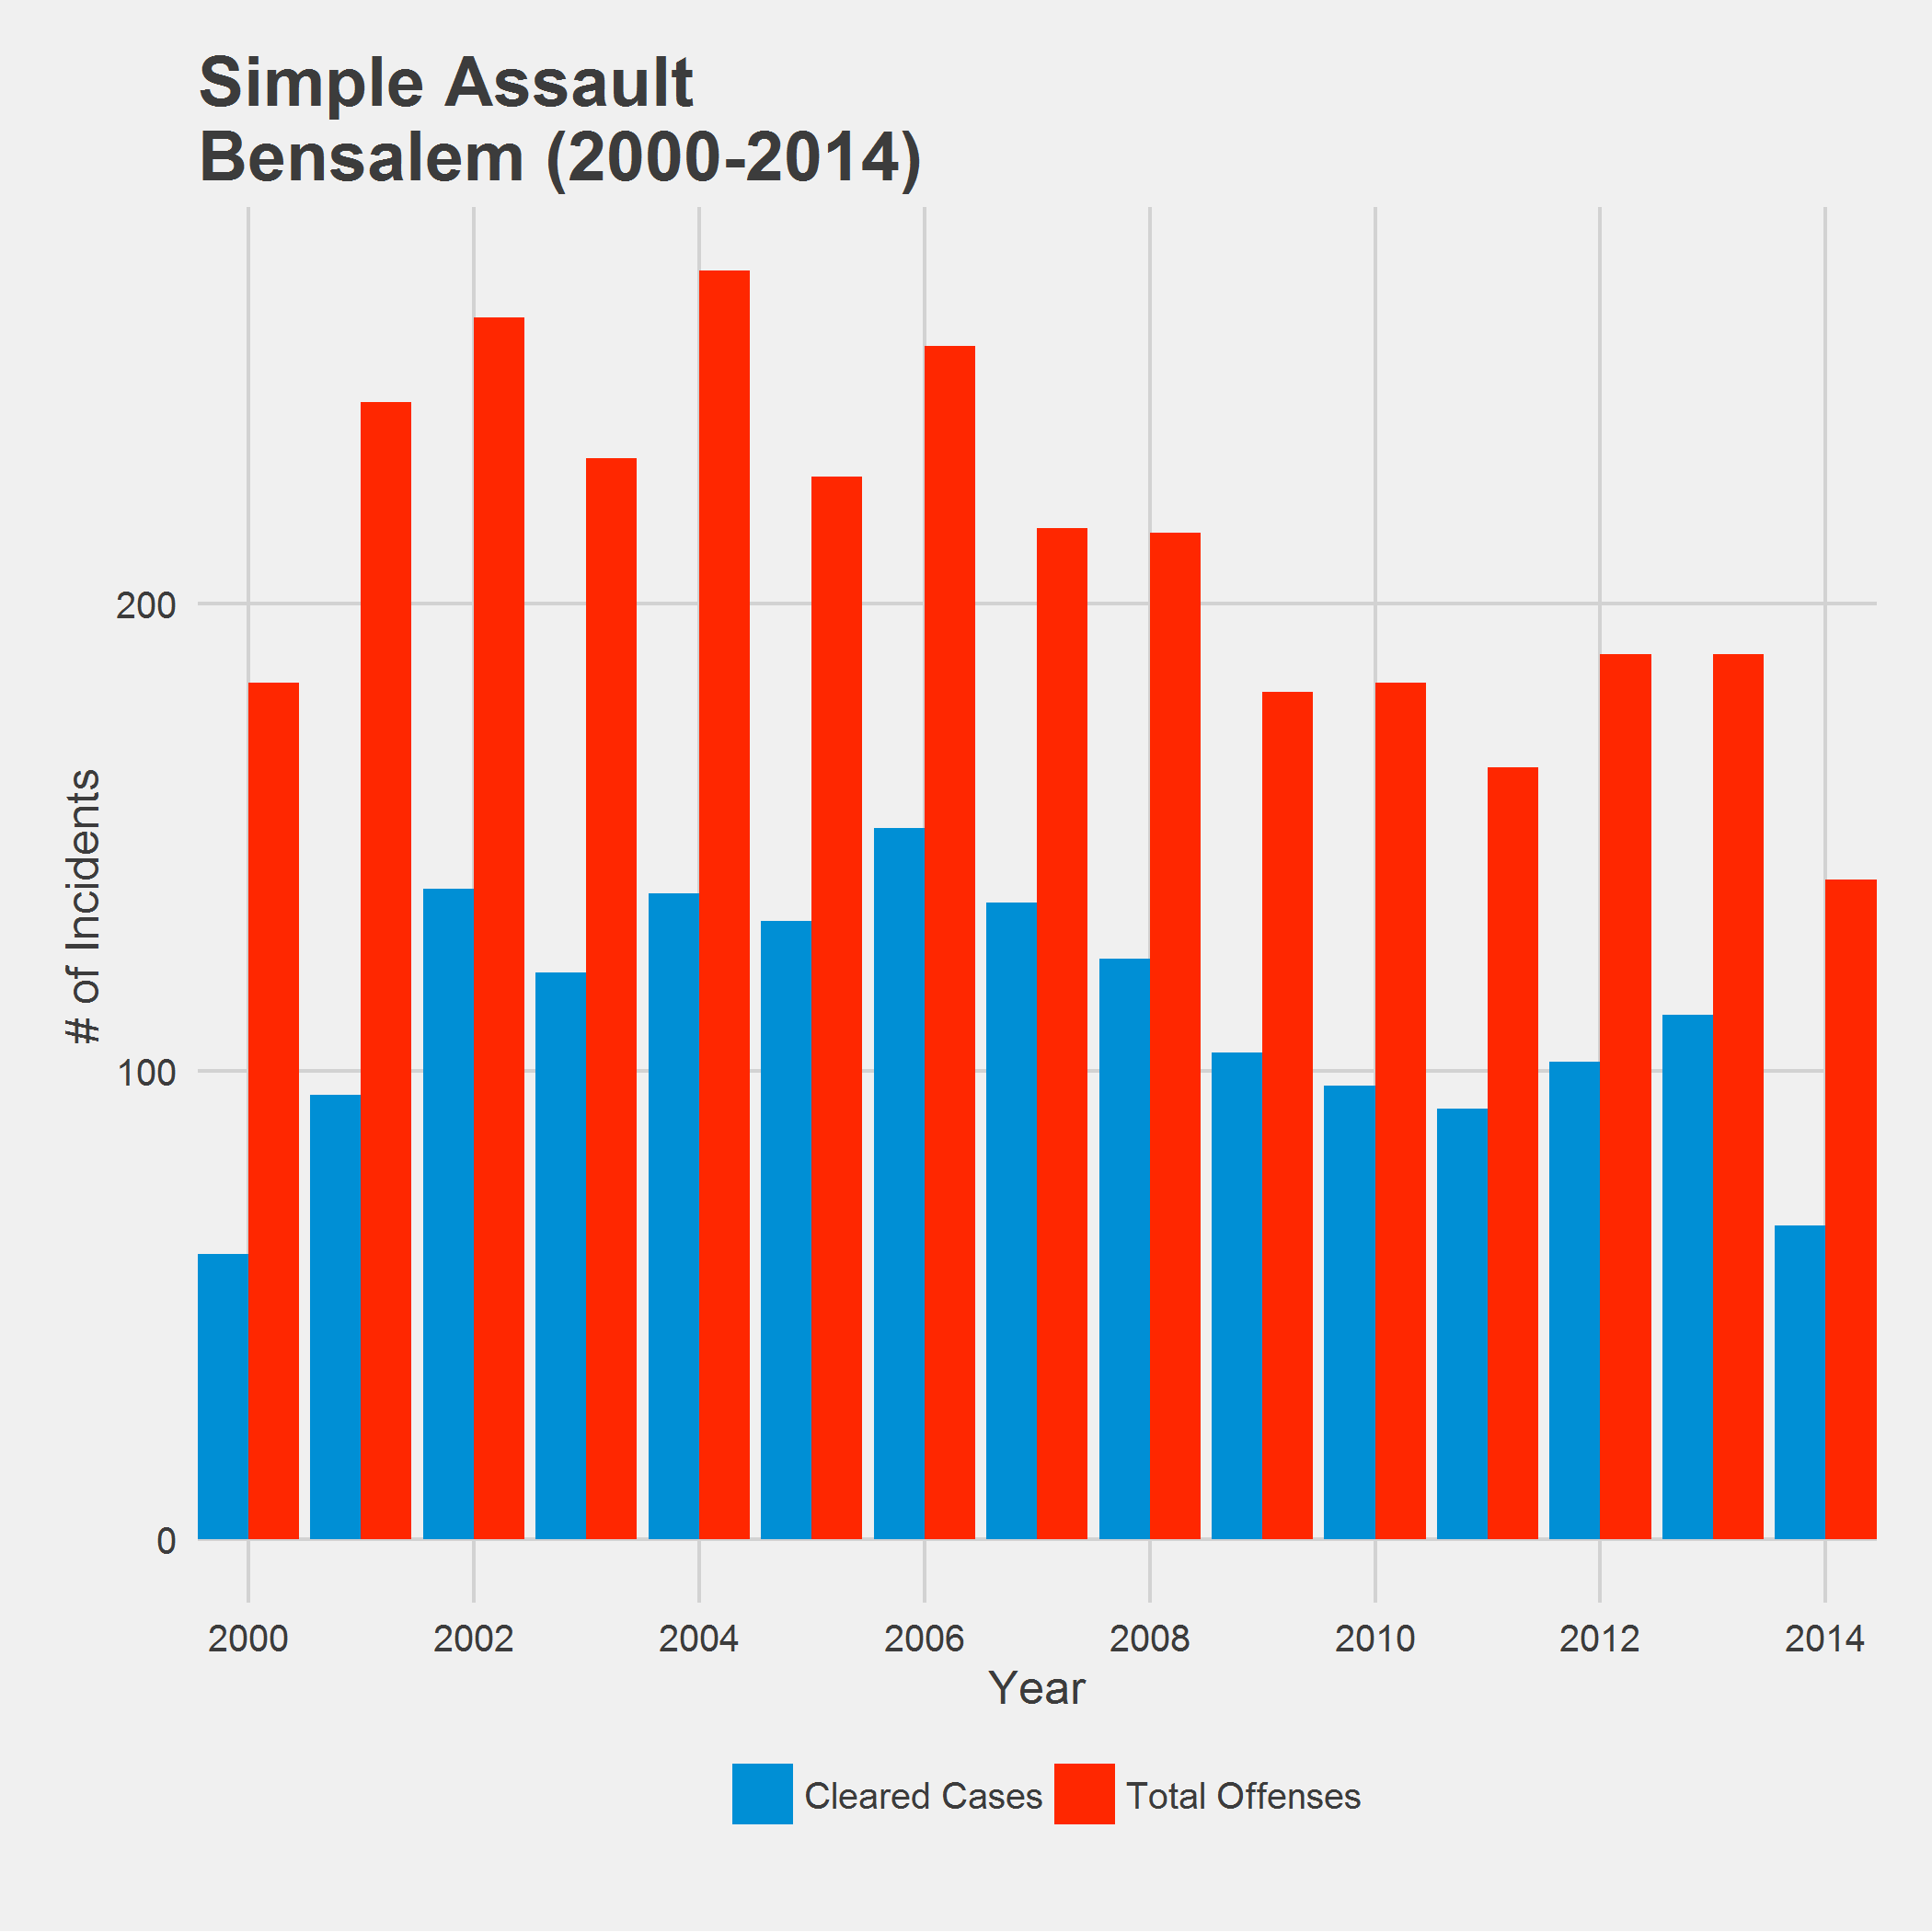 Simple Assault
Bensalem (2000-2014)
# of Incidents
200
100
0
2000 2002 2004 2006 2008 2010 2012 2014
Year
Cleared Cases Total Offenses